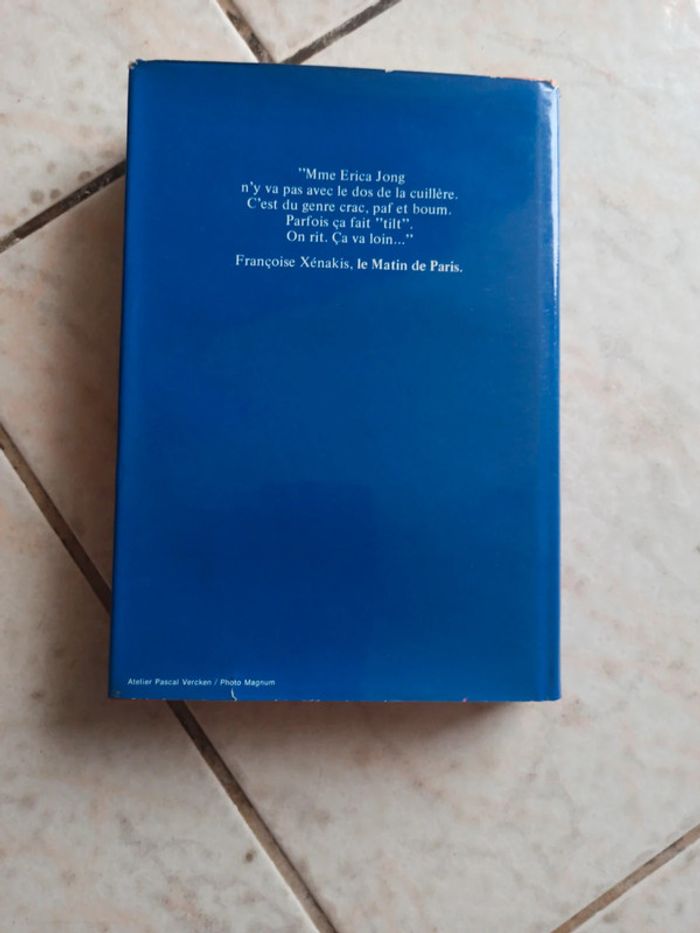 "Mme Erica Jong
n'y va pas avec le dos de la cuillère.
C'est du genre crac, paf et boum.
Parfois ça fait "tilt".
On rit. Ça va loin..."
Françoise Xénakis, le Matin de Paris.
Atelier Pascal Vercken / Photo Magnum